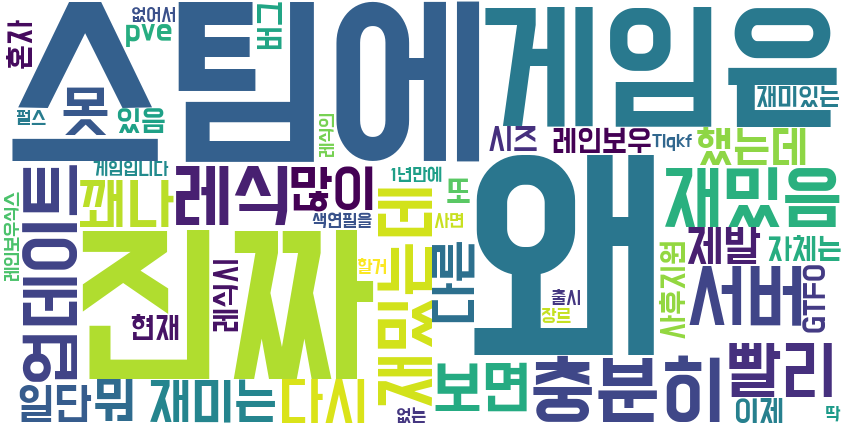 없어서
혼자
pve
버그
스팀에
게임은
못
펄스
있음
레식의
재미있는
시즈
레인보우
Tlqkf
했는데
게임입니다
1년만에
꽤나
레식
많이
또
재밌음
색연필을
사면
업데이트
레인보우식스
진짜
왜
재밌는데
다른
제발
자체는
현재
레식시
할거
사후지원
서버
GTFO
출시
장르
일단
뭐
재미는
다시
없는
보면
충분히
빨리
이제
딱